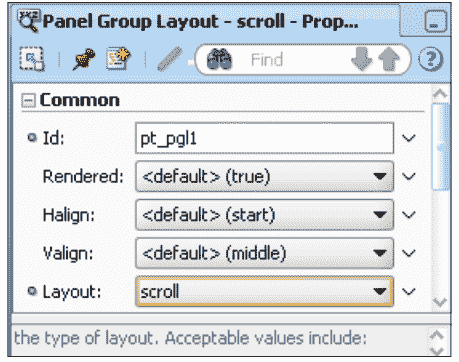 Panel Group Layout - scroll - Prop...
Find
Common
Id: pt_pgl1
Rendered: <default> (true)
Halign: <default> (start)
Valign: <default> (middle)
Layout: scroll
the type of layout. Acceptable values include: